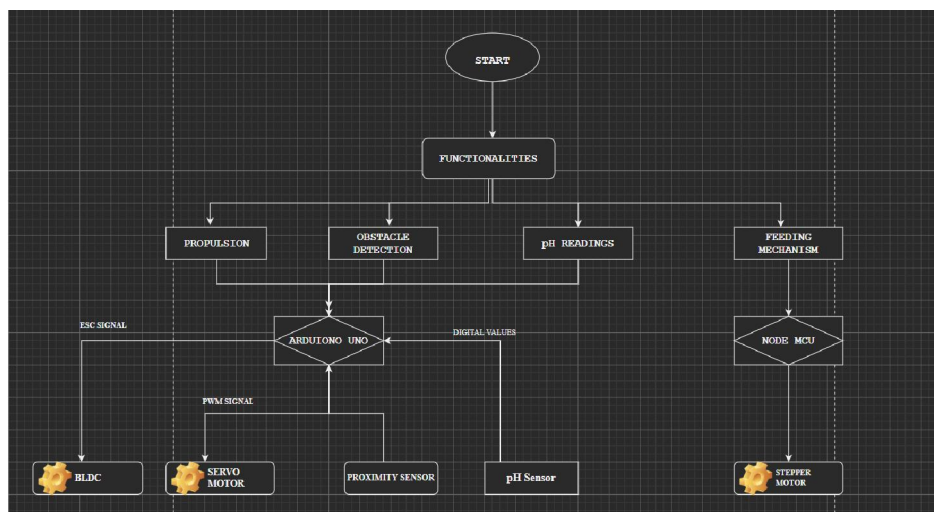 START
FUNCTIONALITIES
PROPULSION
OBSTACLE
DETECTION
pH READINGS
FEEDING
MECHANISM
ESC SIGNAL
ARDUIONO UNO
DIGITAL VALUES
NODE MCU
PWM SIGNAL
BLDC
SERVO
MOTOR
PROXIMITY SENSOR
pH Sensor
STEPPER
MOTOR